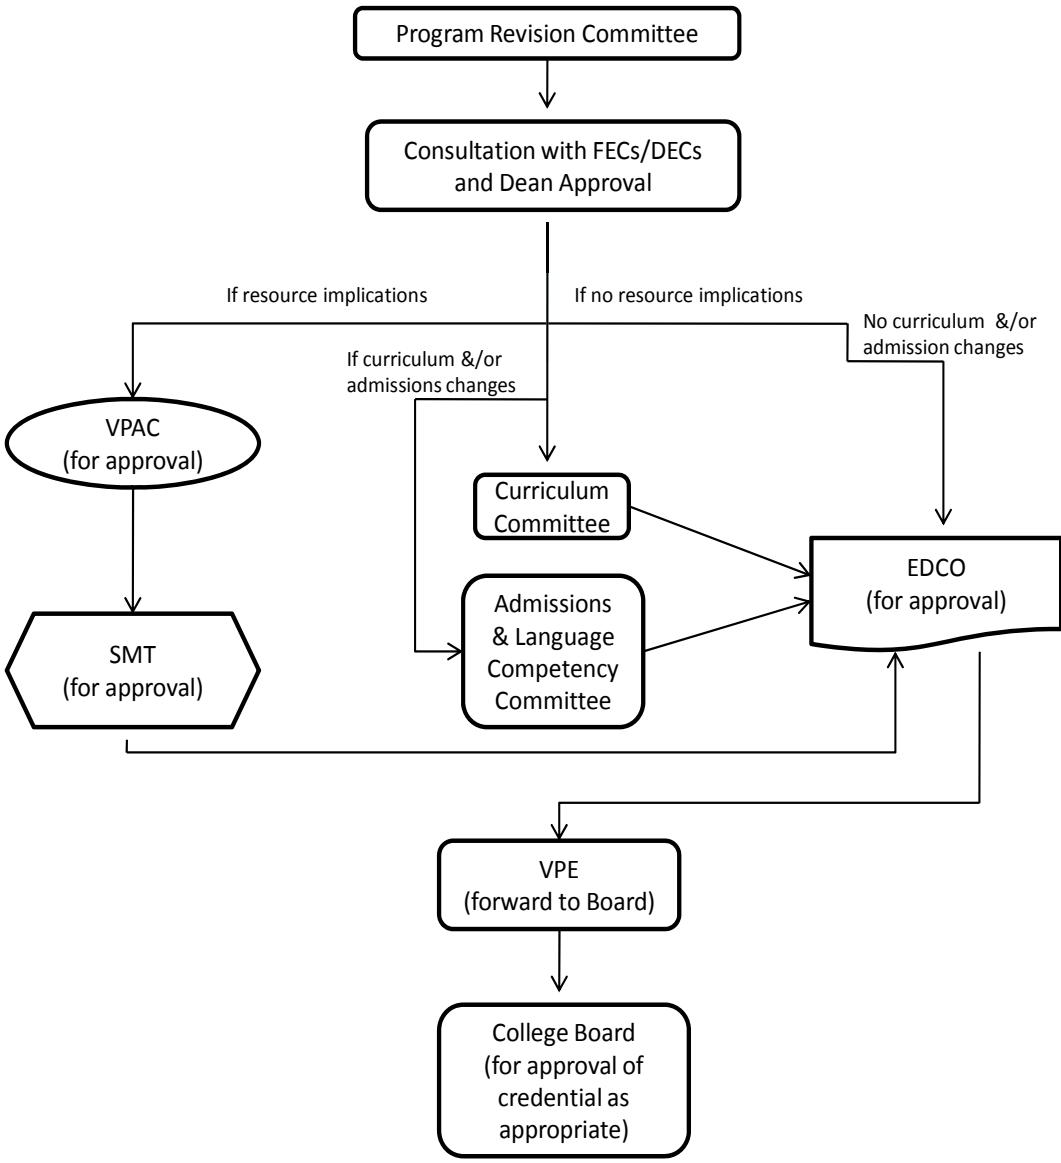 Program Revision Committee
Consultation with FECs/DECs
and Dean Approval
If resource implications
If no resource implications
No curriculum &/or
admission changes
If curriculum &/or
admissions changes
VPAC
(for approval)
Curriculum
Committee
EDCO
(for approval)
Admissions
& Language
Competency
Committee
SMT
(for approval)
VPE
(forward to Board)
College Board
(for approval of
credential as
appropriate)